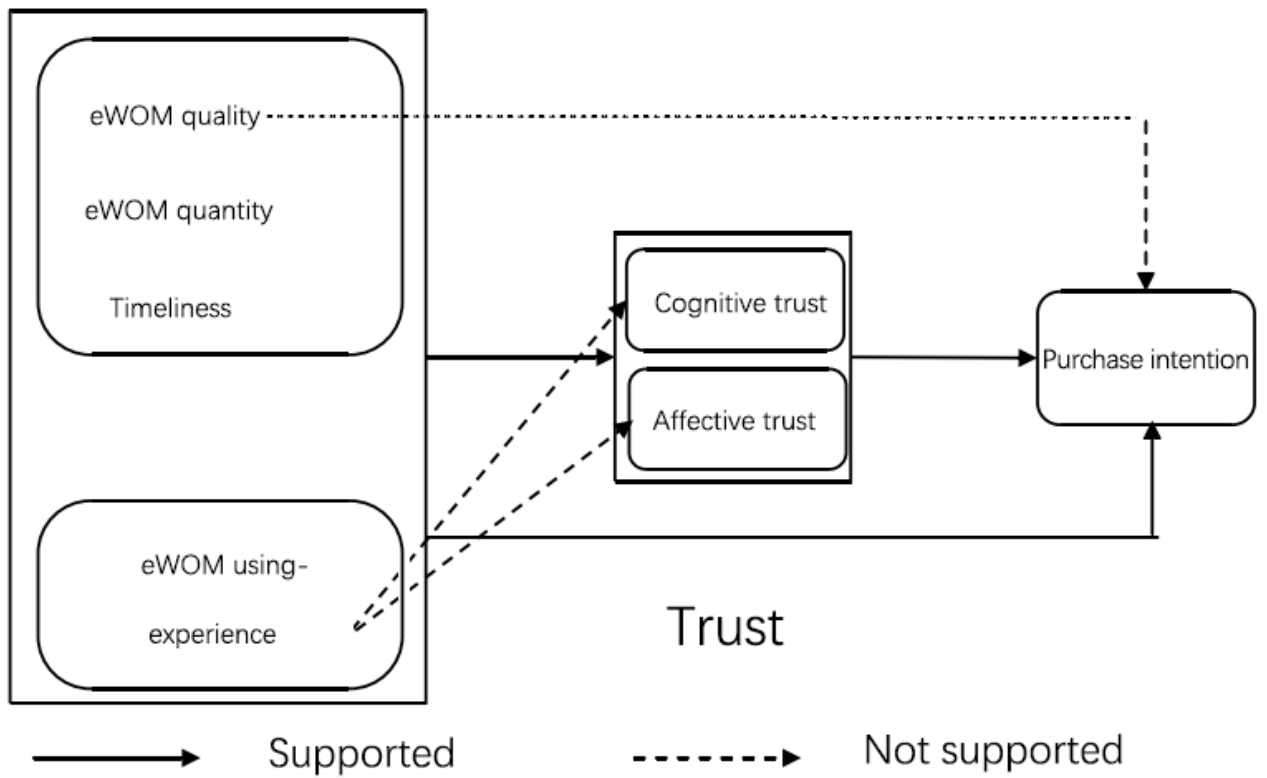 eWOM quality
eWOM quantity
Timeliness
Cognitive trust
Purchase intention
Affective trust
eWOM using-
experience
Trust
Supported
Not supported